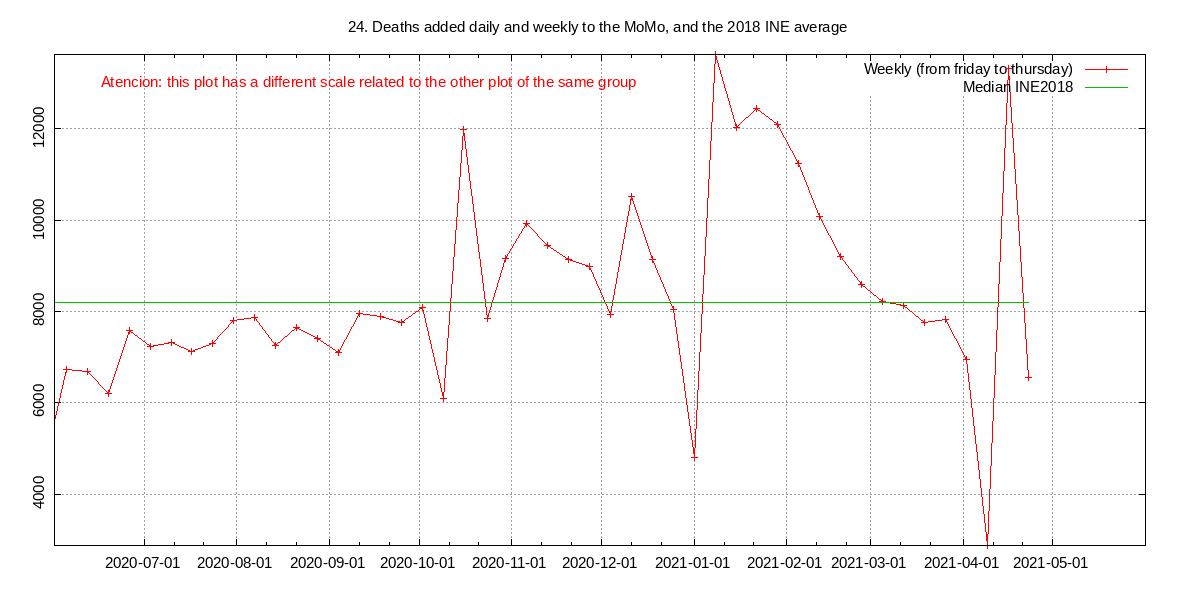 24. Deaths added daily and weekly to the MoMo, and the 2018 INE average
Atencion: this plot has a different scale related to the other plot of the same group
Weekly (from friday to thursday)
Median INE2018
12000
10000
8000
6000
4000
2020-07-01 2020-08-01 2020-09-01 2020-10-01 2020-11-01 2020-12-01 2021-01-01 2021-02-01 2021-03-01 2021-04-01 2021-05-01